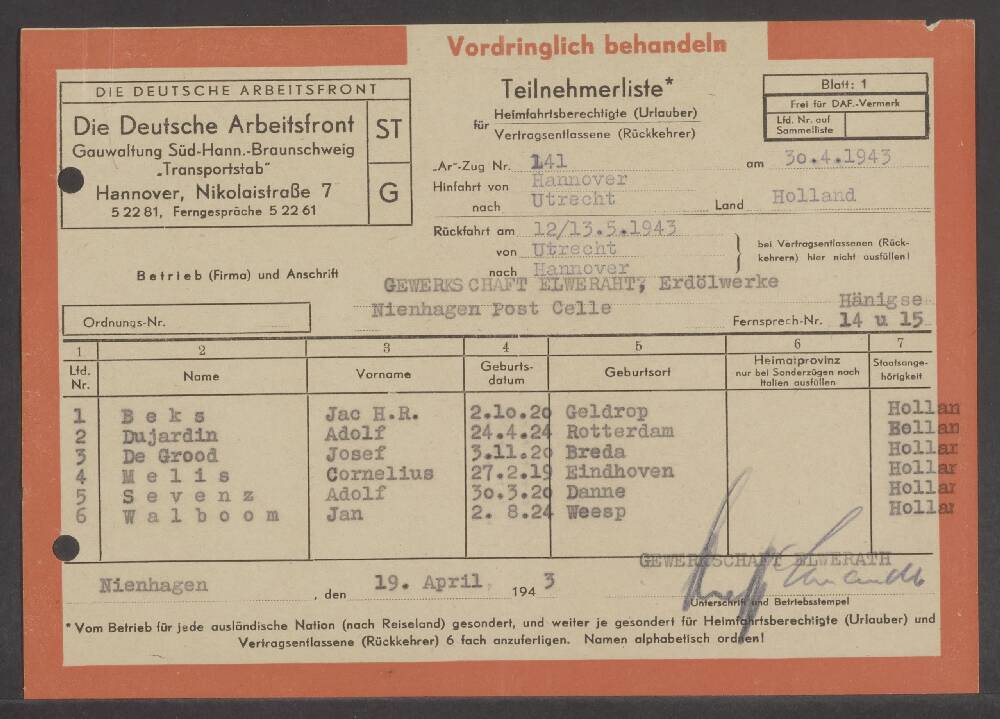 Vordringlich behandeln
DIE DEUTSCHE ARBEITSFRONT
Die Deutsche Arbeitsfront
Gauwaltung Süd-Hann.-Braunschweig
„Transportstab"
Hannover, Nikolaistraße 7
5 22 81, Ferngespräche 5 22 61
ST
G
Teilnehmerliste*
für Heimfahrtsberechtigte (Urlauber)
Vertragsentlassene (Rückkehrer)
Blatt: 1
Frei für DAF.-Vermerk
Lfd. Nr. auf
Sammelliste
„Ar"-Zug Nr. 141 am 30.4.1943
Hinfahrt von Hannover
nach Utrecht Land Holland
Rückfahrt am 12/13.5.1943
von Utrecht
nach Hannover
bei Vertragsentlassenen (Rück-
kehrern) hier nicht ausfüllen!
Betrieb (Firma) und Anschrift
GEWERKSCHAFT ELWERAHT, Erdölwerke
Nienhagen Post Celle
Hänigse
Fernsprech-Nr. 14 u 15
Ordnungs-Nr.
1 2 3 4 5 6 7
Lfd. Nr. Name Vorname Geburts-datum Geburtsort Heimatprovinz nur bei Sonderzügen nach Italien ausfüllen Staatsange-hörigkeit
1 Beks Jac H.R. 2.10.20 Geldrop Hollan
2 Dujardin Adolf 24.4.24 Rotterdam Bellan
3 De Grood Josef 3.11.20 Breda Hollar
4 Melis Cornelius 27.2.19 Eindhoven Hollar
5 Sevenz Adolf 30.3.20 Danne Hollar
6 Walboom Jan 2. 8.24 Weesp Hollar
GEWERKSCHAFT ELWERATH
Nienhagen, den 19. April 1943
Unterschrift und Betriebsstempel
* Vom Betrieb für jede ausländische Nation (nach Reiseland) gesondert, und weiter je gesondert für Heimfahrtsberechtigte (Urlauber) und
Vertragsentlassene (Rückkehrer) 6 fach anzufertigen. Namen alphabetisch ordnen!